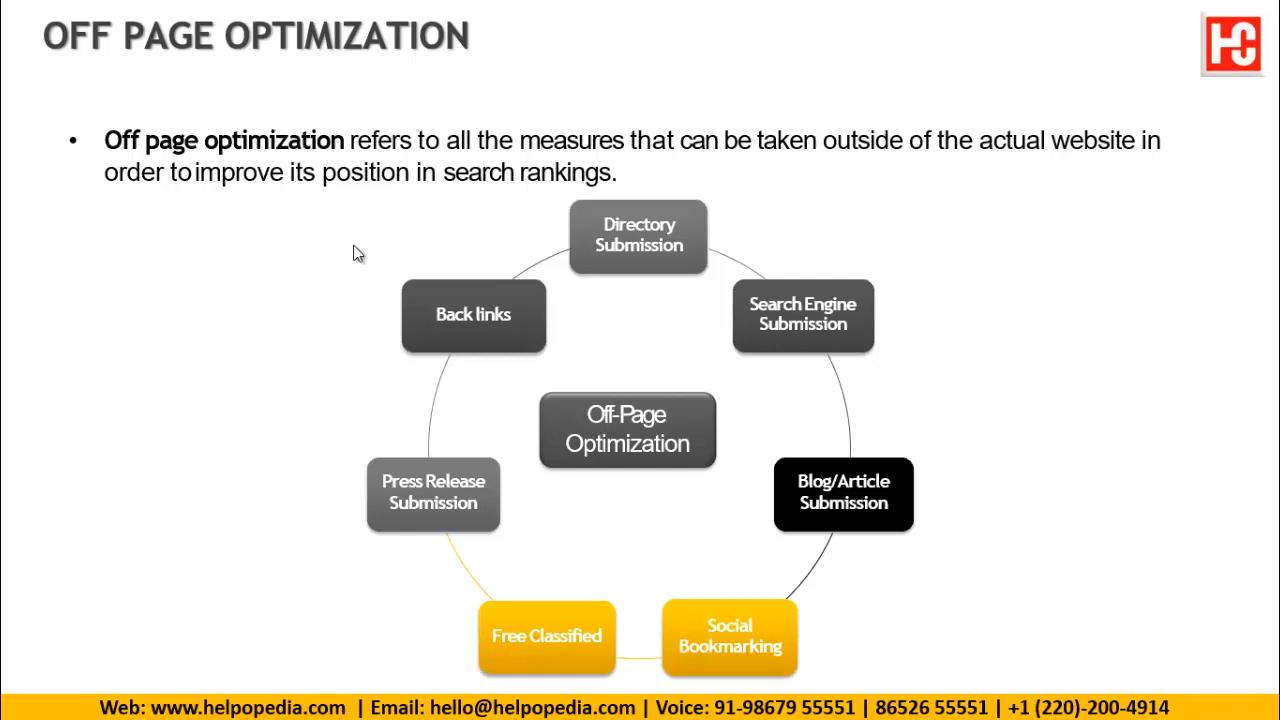 OFF PAGE OPTIMIZATION
HC
• Off page optimization refers to all the measures that can be taken outside of the actual website in
order to improve its position in search rankings.
Directory
Submission
Back links
Search Engine
Submission
Off-Page
Optimization
Press Release
Submission
Blog/Article
Submission
Free Classified
Social
Bookmarking
Web: www.helpopedia.com | Email: hello@helpopedia.com | Voice: 91-98679 55551 | 86526 55551 | +1 (220)-200-4914